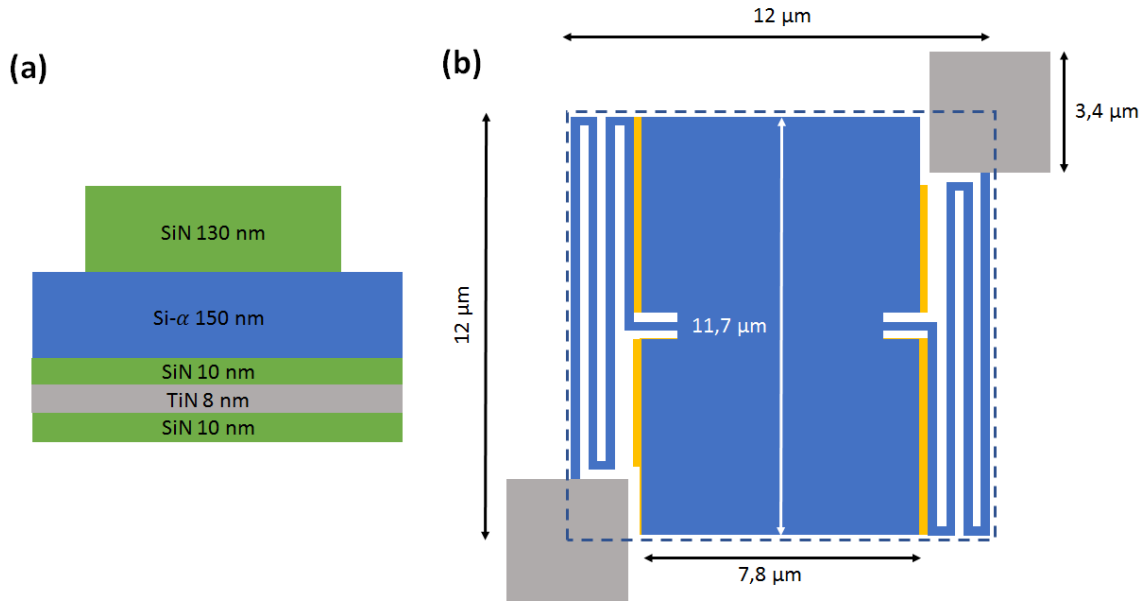 (a)
SiN 130 nm
Si-α 150 nm
SiN 10 nm
TiN 8 nm
SiN 10 nm
(b)
12 µm
3,4 µm
12 µm
11,7 µm
7,8 µm